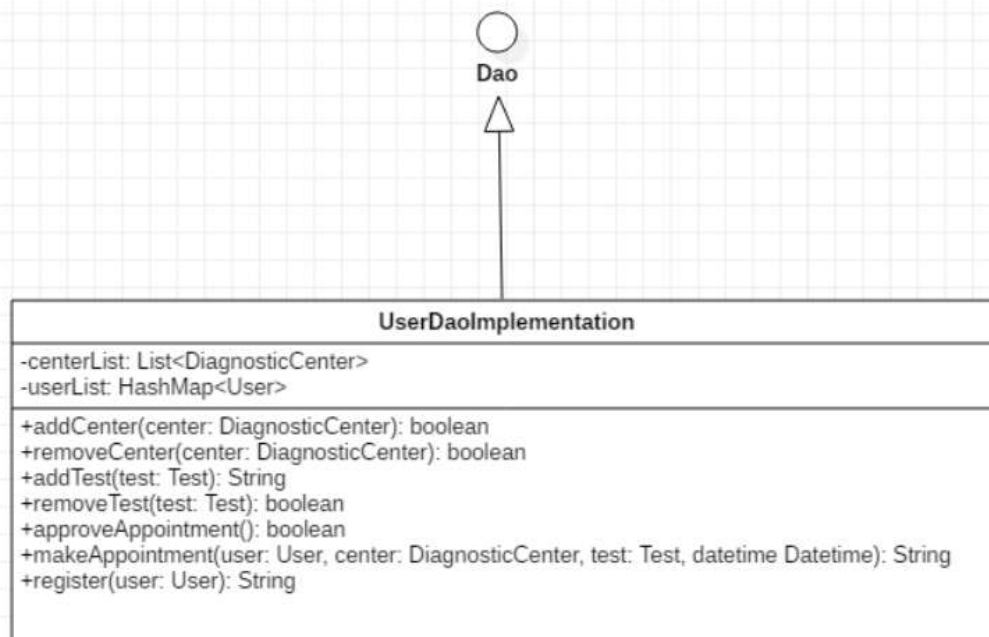 Dao
UserDaoImplementation
-centerList: List<DiagnosticCenter>
-userList: HashMap<User>
+addCenter(center: DiagnosticCenter): boolean
+removeCenter(center: DiagnosticCenter): boolean
+addTest(test: Test): String
+removeTest(test: Test): boolean
+approveAppointment(): boolean
+makeAppointment(user: User, center: DiagnosticCenter, test: Test, datetime Datetime): String
+register(user: User): String